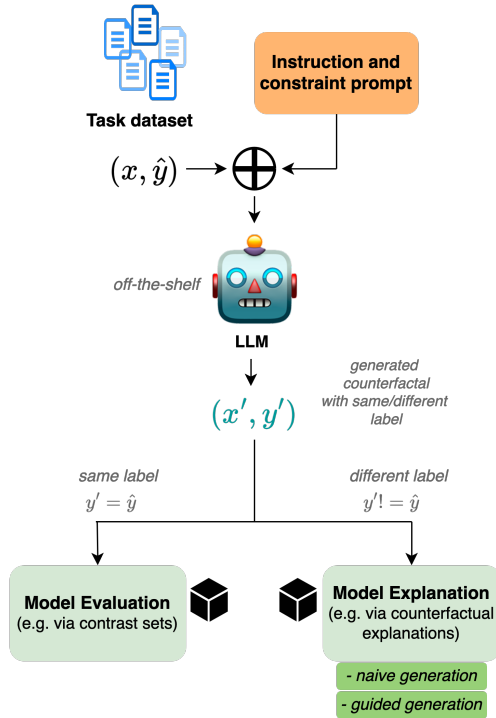 Instruction and
constraint prompt
Task dataset
(x, ŷ)
off-the-shelf
LLM
generated
counterfactal
with same/different
label
(x′, y′)
same label
y′ = ŷ
different label
y′! = ŷ
Model Evaluation
(e.g. via contrast sets)
Model Explanation
(e.g. via counterfactual
explanations)
- naive generation
- guided generation